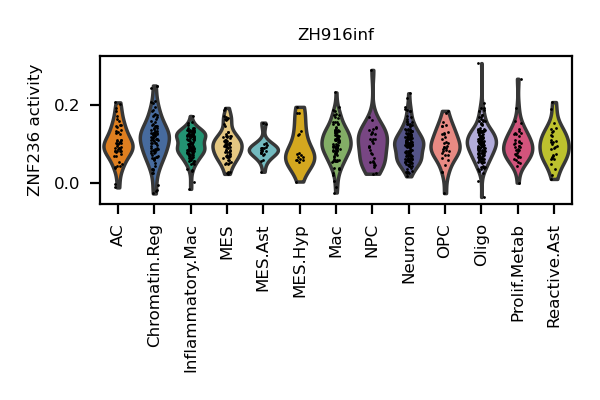 ZH916inf
ZNF236 activity
0.2
0.0
AC
Chromatin.Reg
Inflammatory.Mac
MES
MES.Ast
MES.Hyp
Mac
NPC
Neuron
OPC
Oligo
Prolif.Metab
Reactive.Ast